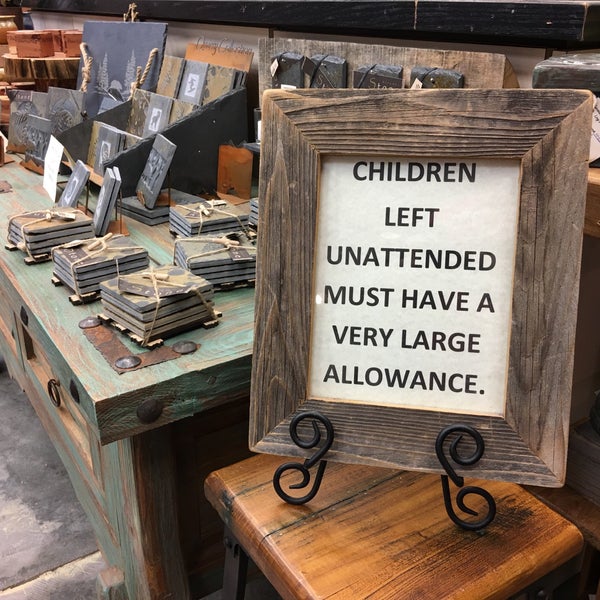 CHILDREN
LEFT
UNATTENDED
MUST HAVE A
VERY LARGE
ALLOWANCE.